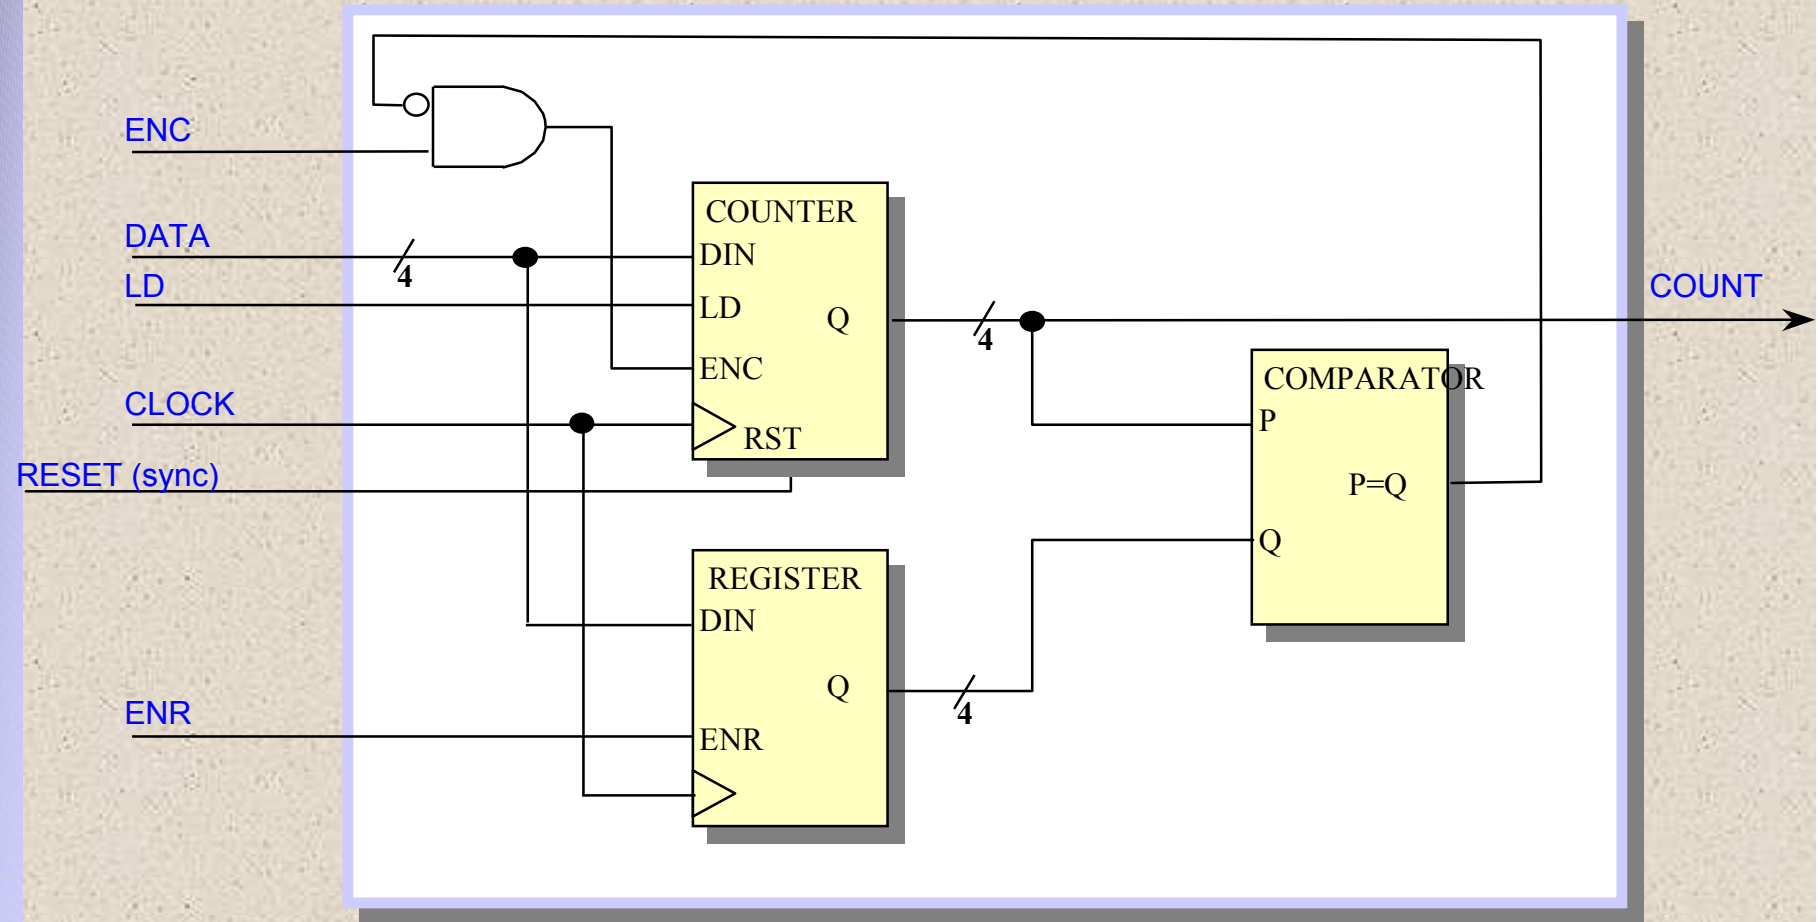 ENC
DATA
4
LD
CLOCK
RESET (sync)
ENR
COUNTER
DIN
LD
Q
ENC
RST
4
COUNT
COMPARATOR
P
P=Q
Q
REGISTER
DIN
Q
ENR
4